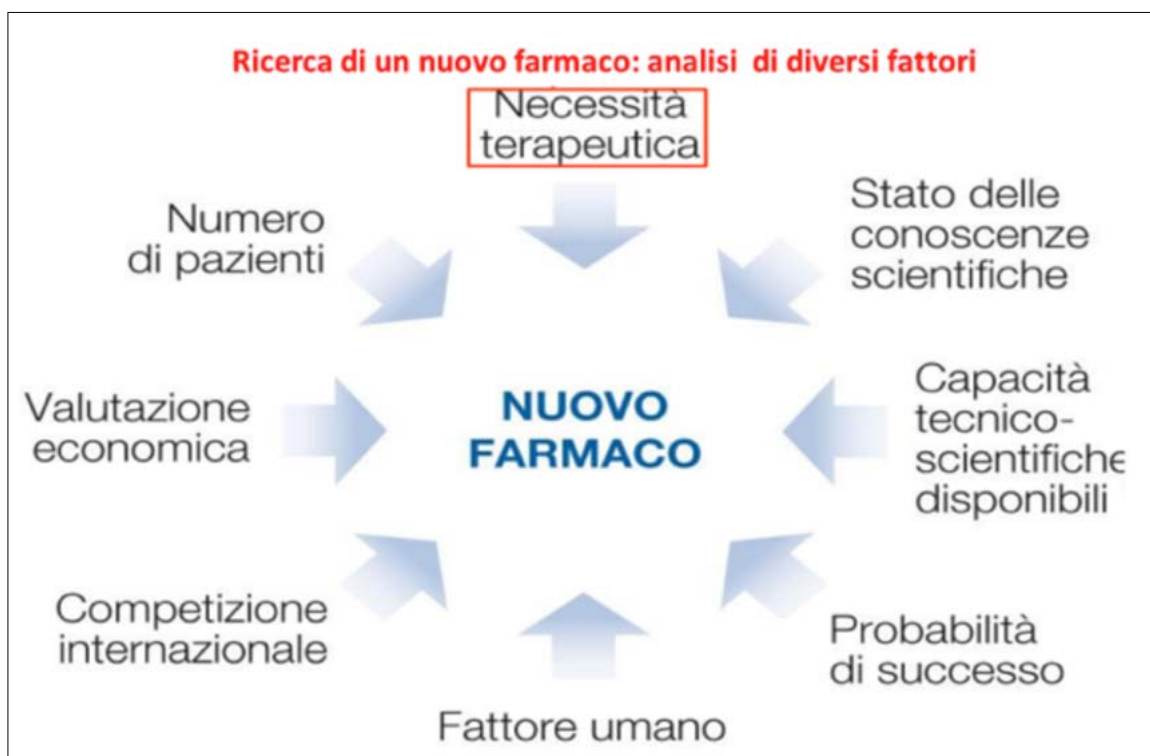 Ricerca di un nuovo farmaco: analisi di diversi fattori
Necessità
terapeutica
Stato delle
conoscenze
scientifiche
Numero
di pazienti
Capacità
tecnico-
scientifiche
disponibili
Valutazione
economica
NUOVO
FARMACO
Competizione
internazionale
Probabilità
di successo
Fattore umano